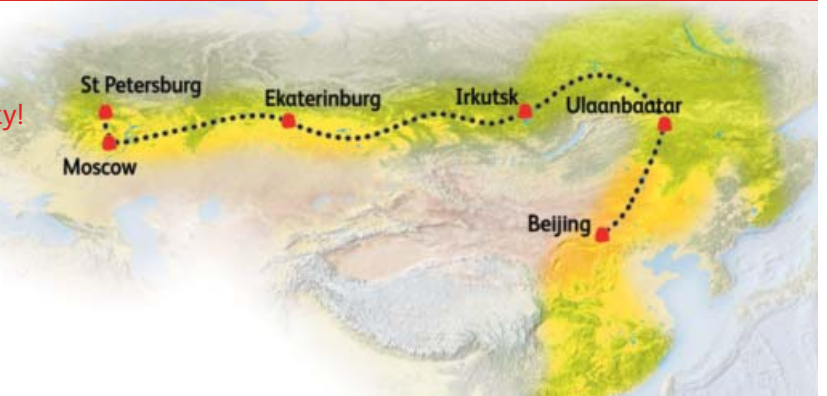 St Petersburg
Ekaterinburg
Irkutsk
Ulaanbaatar
y!
Moscow
Beijing